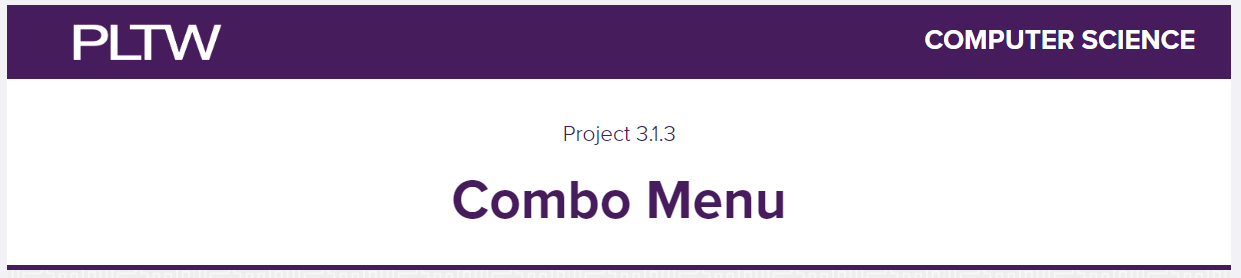 PLTW
COMPUTER SCIENCE
Project 3.1.3
Combo Menu